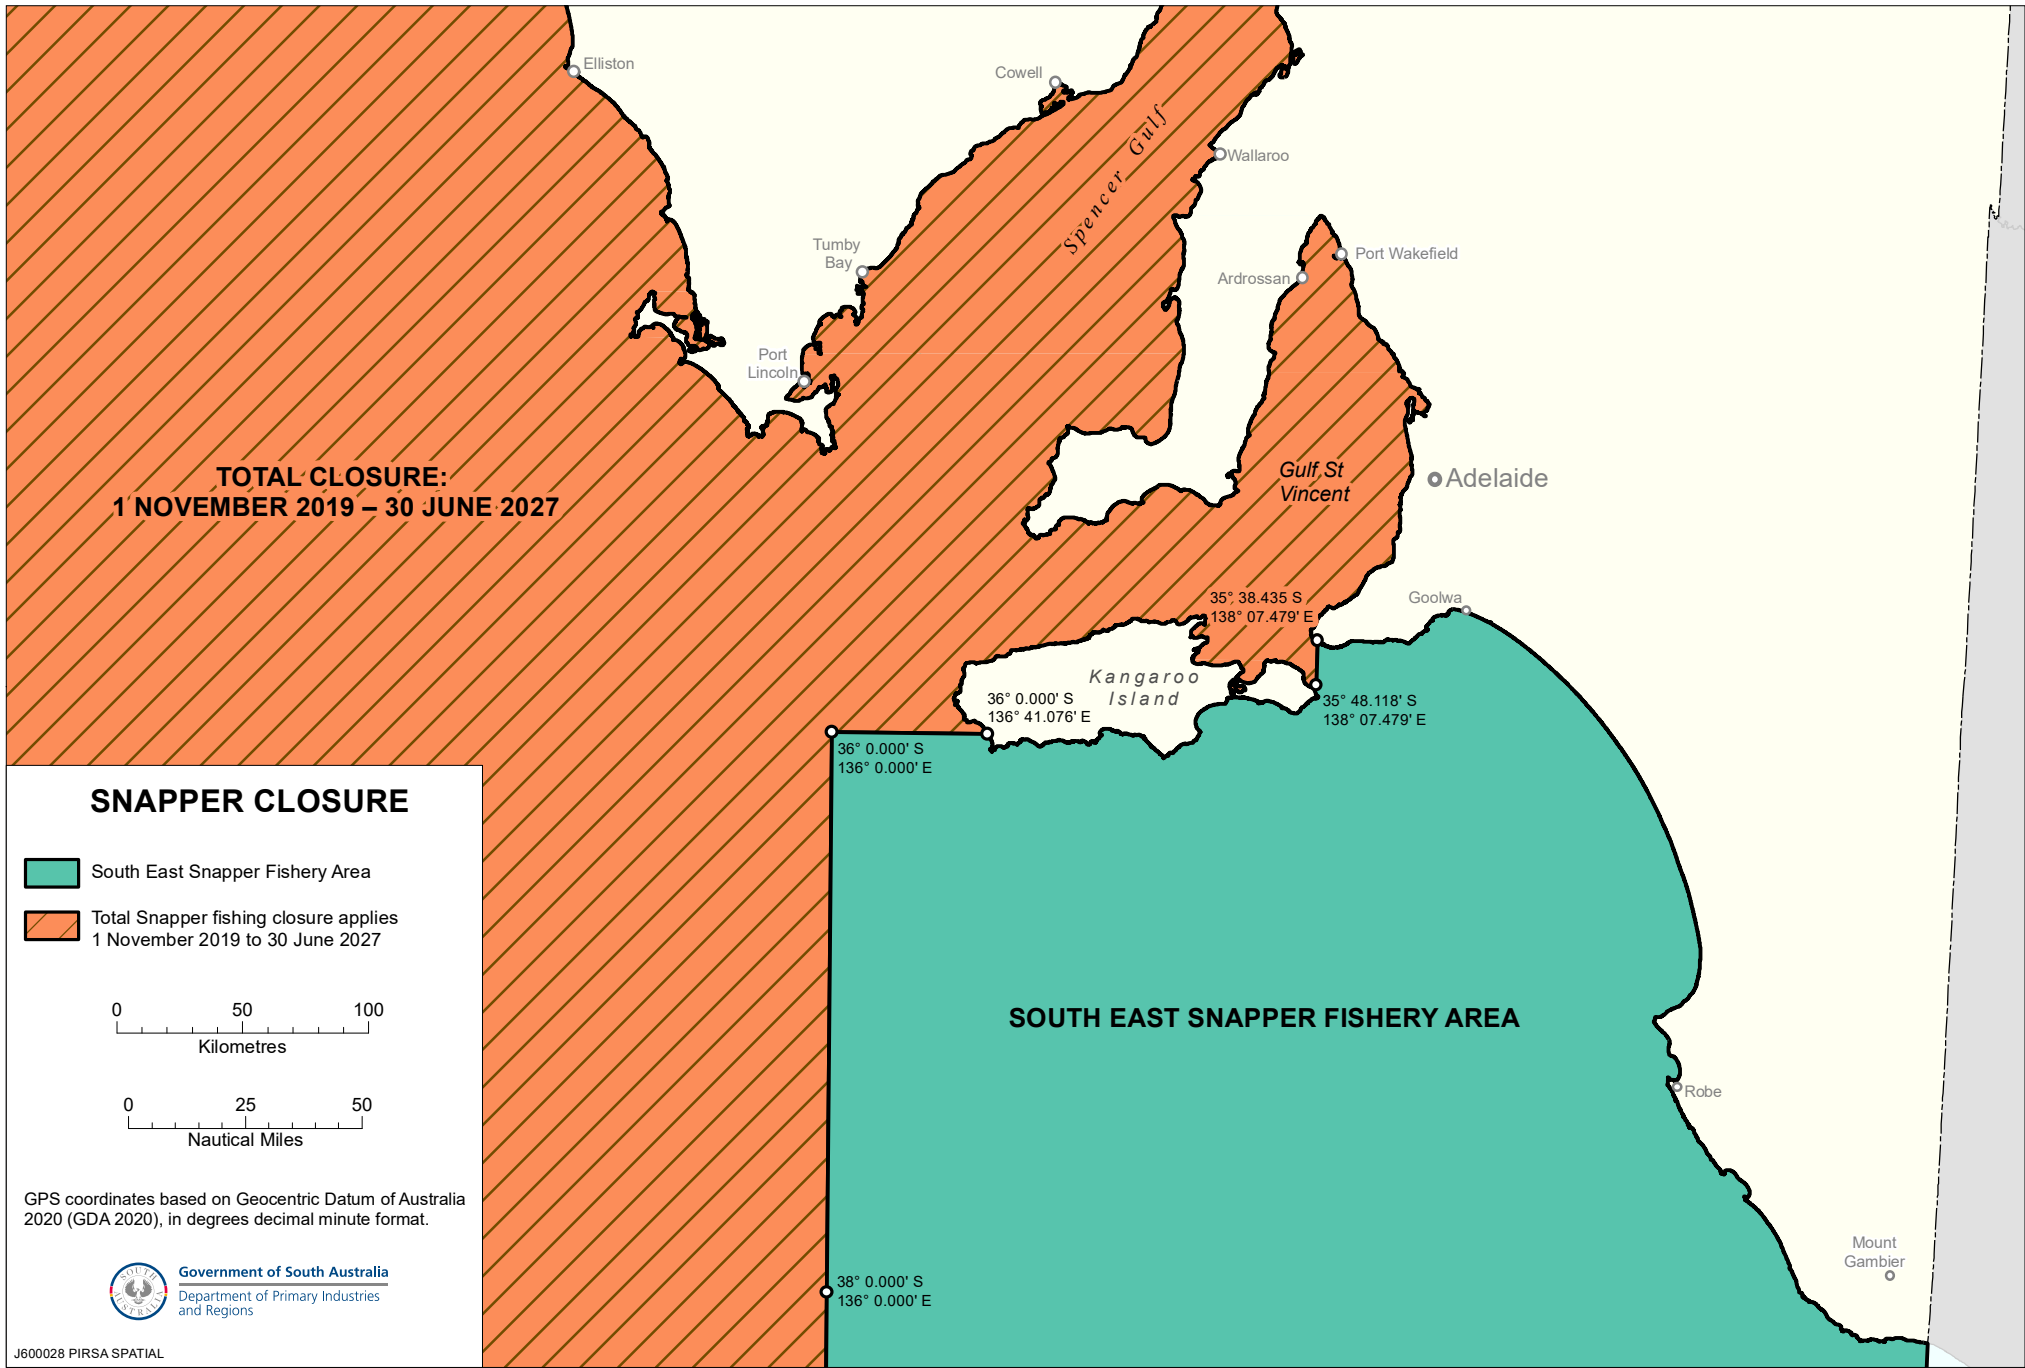 Elliston
Cowell
Spencer Gulf
Wallaroo
Tumby
Bay
Port Wakefield
Ardrossan
Port
Lincoln
TOTAL CLOSURE:
1 NOVEMBER 2019 – 30 JUNE 2027
Gulf St
Vincent
Adelaide
35° 38.435 S
138° 07.479' E
Goolwa
Kangaroo
Island
36° 0.000' S
136° 41.076' E
35° 48.118' S
138° 07.479' E
36° 0.000' S
136° 0.000' E
SNAPPER CLOSURE
South East Snapper Fishery Area
Total Snapper fishing closure applies
1 November 2019 to 30 June 2027
0 50 100
Kilometres
0 25 50
Nautical Miles
GPS coordinates based on Geocentric Datum of Australia
2020 (GDA 2020), in degrees decimal minute format.
SOUTH AUSTRALIA
Government of South Australia
Department of Primary Industries
and Regions
J600028 PIRSA SPATIAL
SOUTH EAST SNAPPER FISHERY AREA
Robe
Mount
Gambier
38° 0.000' S
136° 0.000' E